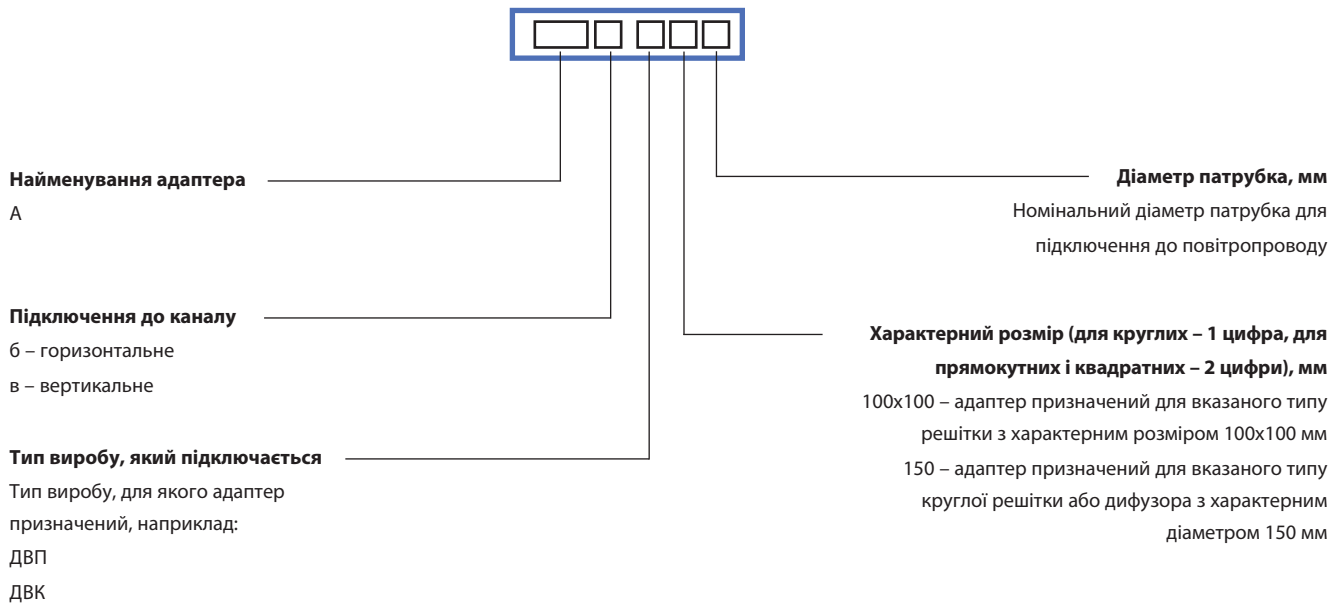 Найменування адаптера
А
Підключення до каналу
б – горизонтальне
в – вертикальне
Тип виробу, який підключається
Тип виробу, для якого адаптер
призначений, наприклад:
ДВП
ДВК
Діаметр патрубка, мм
Номінальний діаметр патрубка для
підключення до повітропроводу
Характерний розмір (для круглих – 1 цифра, для
прямокутних і квадратних – 2 цифри), мм
100х100 – адаптер призначений для вказаного типу
решітки з характерним розміром 100х100 мм
150 – адаптер призначений для вказаного типу
круглої решітки або дифузора з характерним
діаметром 150 мм